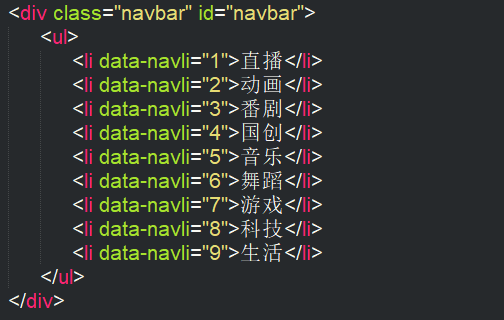 <div class="navbar" id="navbar">
<ul>
<li data-navli="1">直播</li>
<li data-navli="2">动画</li>
<li data-navli="3">番剧</li>
<li data-navli="4">国创</li>
<li data-navli="5">音乐</li>
<li data-navli="6">舞蹈</li>
<li data-navli="7">游戏</li>
<li data-navli="8">科技</li>
<li data-navli="9">生活</li>
</ul>
</div>